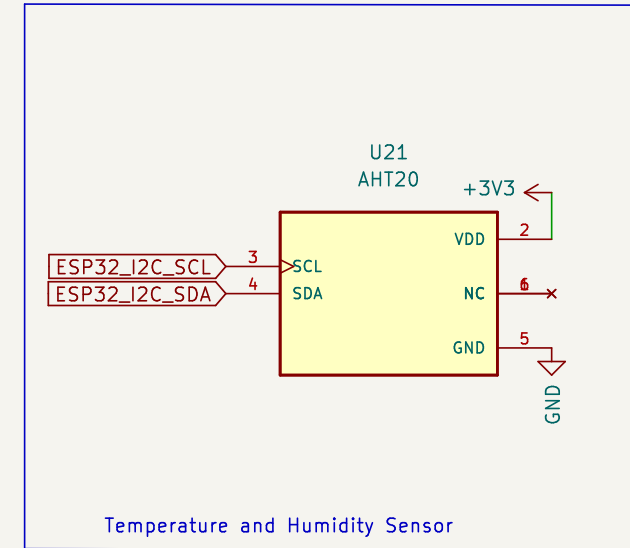 U21
AHT20
+3V3
2
VDD
3
ESP32_I2C_SCL
SCL
4
ESP32_I2C_SDA
SDA
NC
5
GND
GND
Temperature and Humidity Sensor